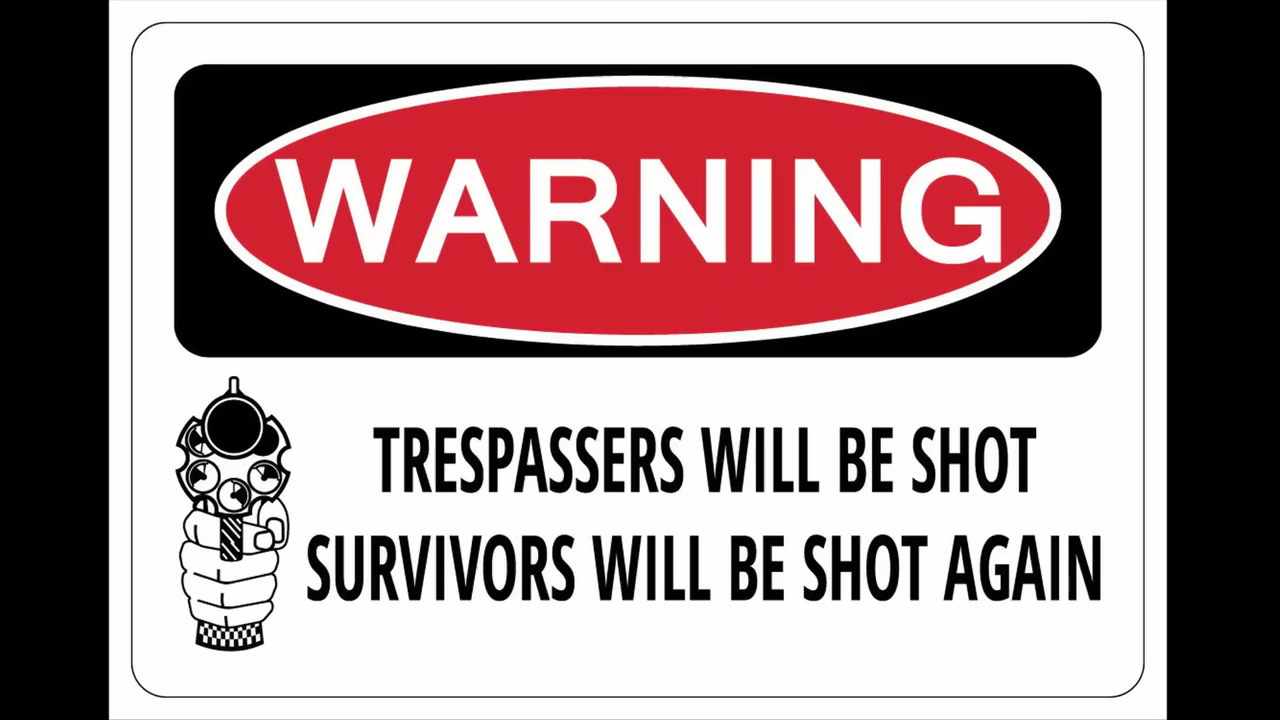 WARNING
TRESPASSERS WILL BE SHOT
SURVIVORS WILL BE SHOT AGAIN